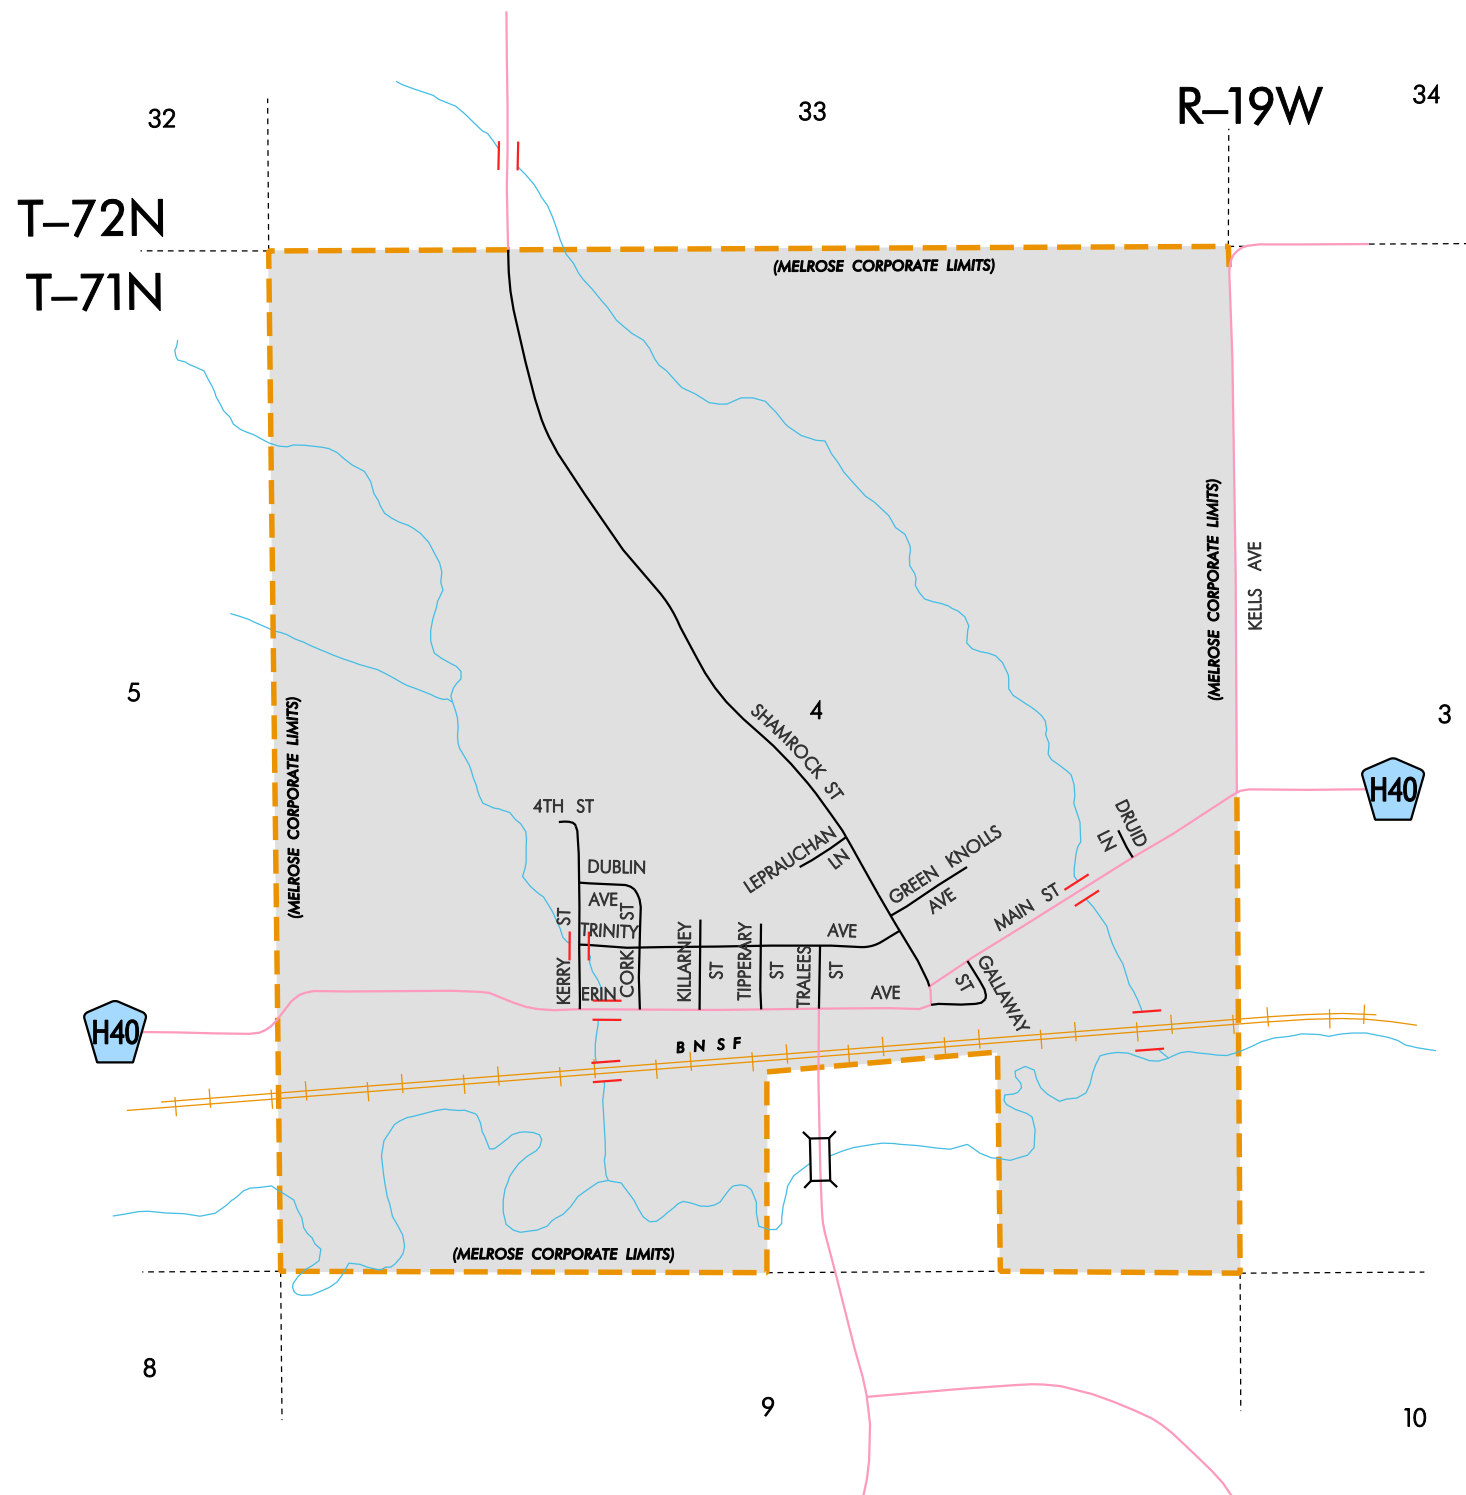 32
33
R–19W
34
T–72N
T–71N
(MELROSE CORPORATE LIMITS)
(MELROSE CORPORATE LIMITS)
KELLS AVE
5
(MELROSE CORPORATE LIMITS)
4
3
SHAMROCK ST
H40
4TH ST
DRUID
LN
LEPRAUCHAN
LN
GREEN KNOLLS
AVE
DUBLIN
AVE
MAIN ST
KERRY ST
TRINITY
AVE
CORK ST
KILLARNEY
ST
TIPPERARY
ST
TRALEES
ST
GALLAWAY
ST
ERIN
AVE
H40
BNSF
(MELROSE CORPORATE LIMITS)
8
9
10